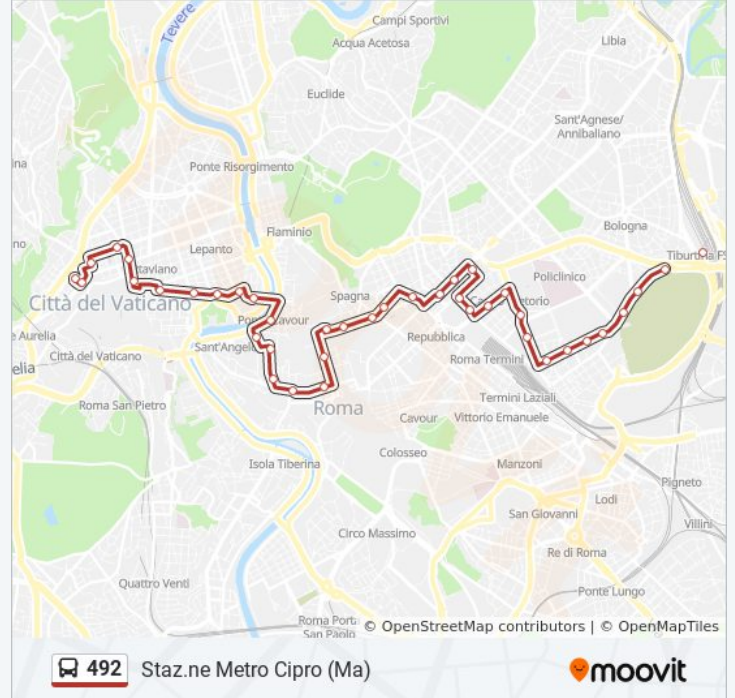 Campi Sportivi
Tevere
Acqua Acetosa
Libia
Euclide
Sant'Agnese/
Annibaliano
ina
Ponte Risorgimento
Bologna
Flaminio
no
Lepanto
Tiburtina FS
ttaviano
Policlinico
Spagna
Città del Vaticano
Castro Pretorio
Ponte Cavour
e Aurelia
Sant'Angelo
Repubblica
Città del Vaticano
Roma Termini
elia
Termini Laziali
Roma San Pietro
Roma
Cavour
Vittorio Emanuele
Colosseo
Isola Tiberina
Manzoni
Pigneto
Lodi
San Giovanni
Villini
Circo Massimo
Re di Roma
Quattro Venti
Ponte Lungo
Roma Porta
San Paolo
© OpenStreetMap contributors | © OpenMapTiles
492 Staz.ne Metro Cipro (Ma)
moovit